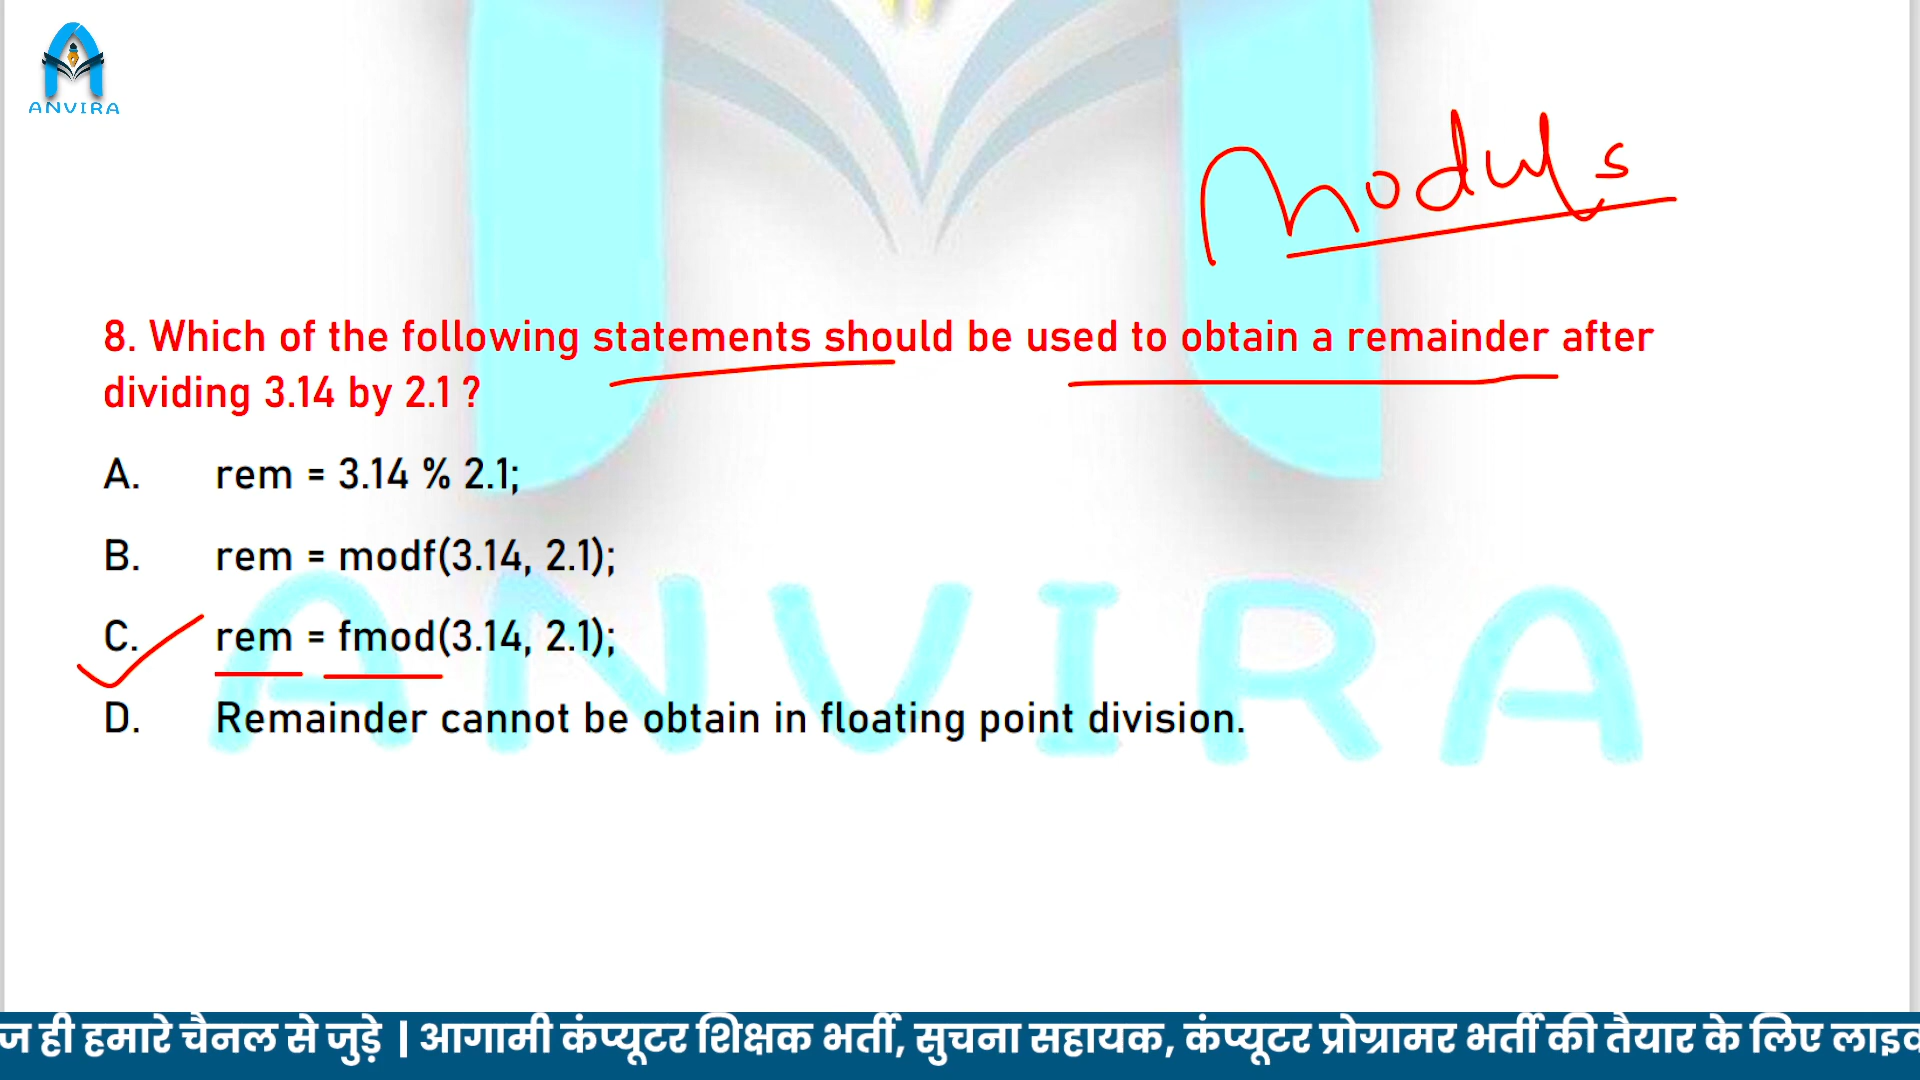 ANVIRA
Moduls
8. Which of the following statements should be used to obtain a remainder after
dividing 3.14 by 2.1 ?
A. rem = 3.14 % 2.1;
B. rem = modf(3.14, 2.1);
C. rem = fmod(3.14, 2.1);
D. Remainder cannot be obtain in floating point division.
ANVIRA
ज ही हमारे चैनल से जुड़े | आगामी कंप्यूटर शिक्षक भर्ती, सुचना सहायक, कंप्यूटर प्रोग्रामर भर्ती की तैयार के लिए लाइक